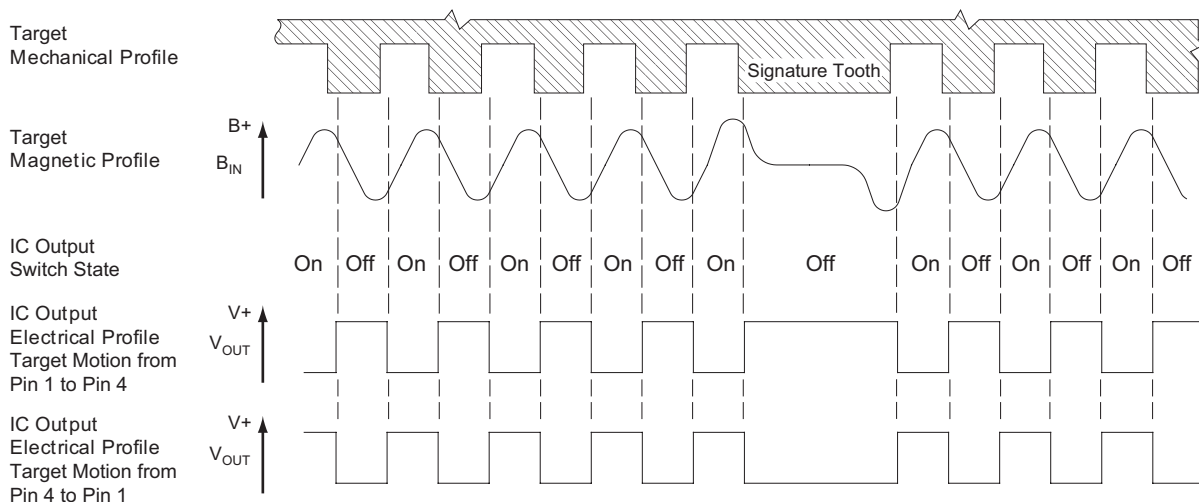 Target
Mechanical Profile
Signature Tooth
Target
Magnetic Profile
B+
BIN
IC Output
Switch State
On Off On Off On Off On Off On Off On Off On Off On Off
IC Output
Electrical Profile
Target Motion from
Pin 1 to Pin 4
V+
VOUT
IC Output
Electrical Profile
Target Motion from
Pin 4 to Pin 1
V+
VOUT